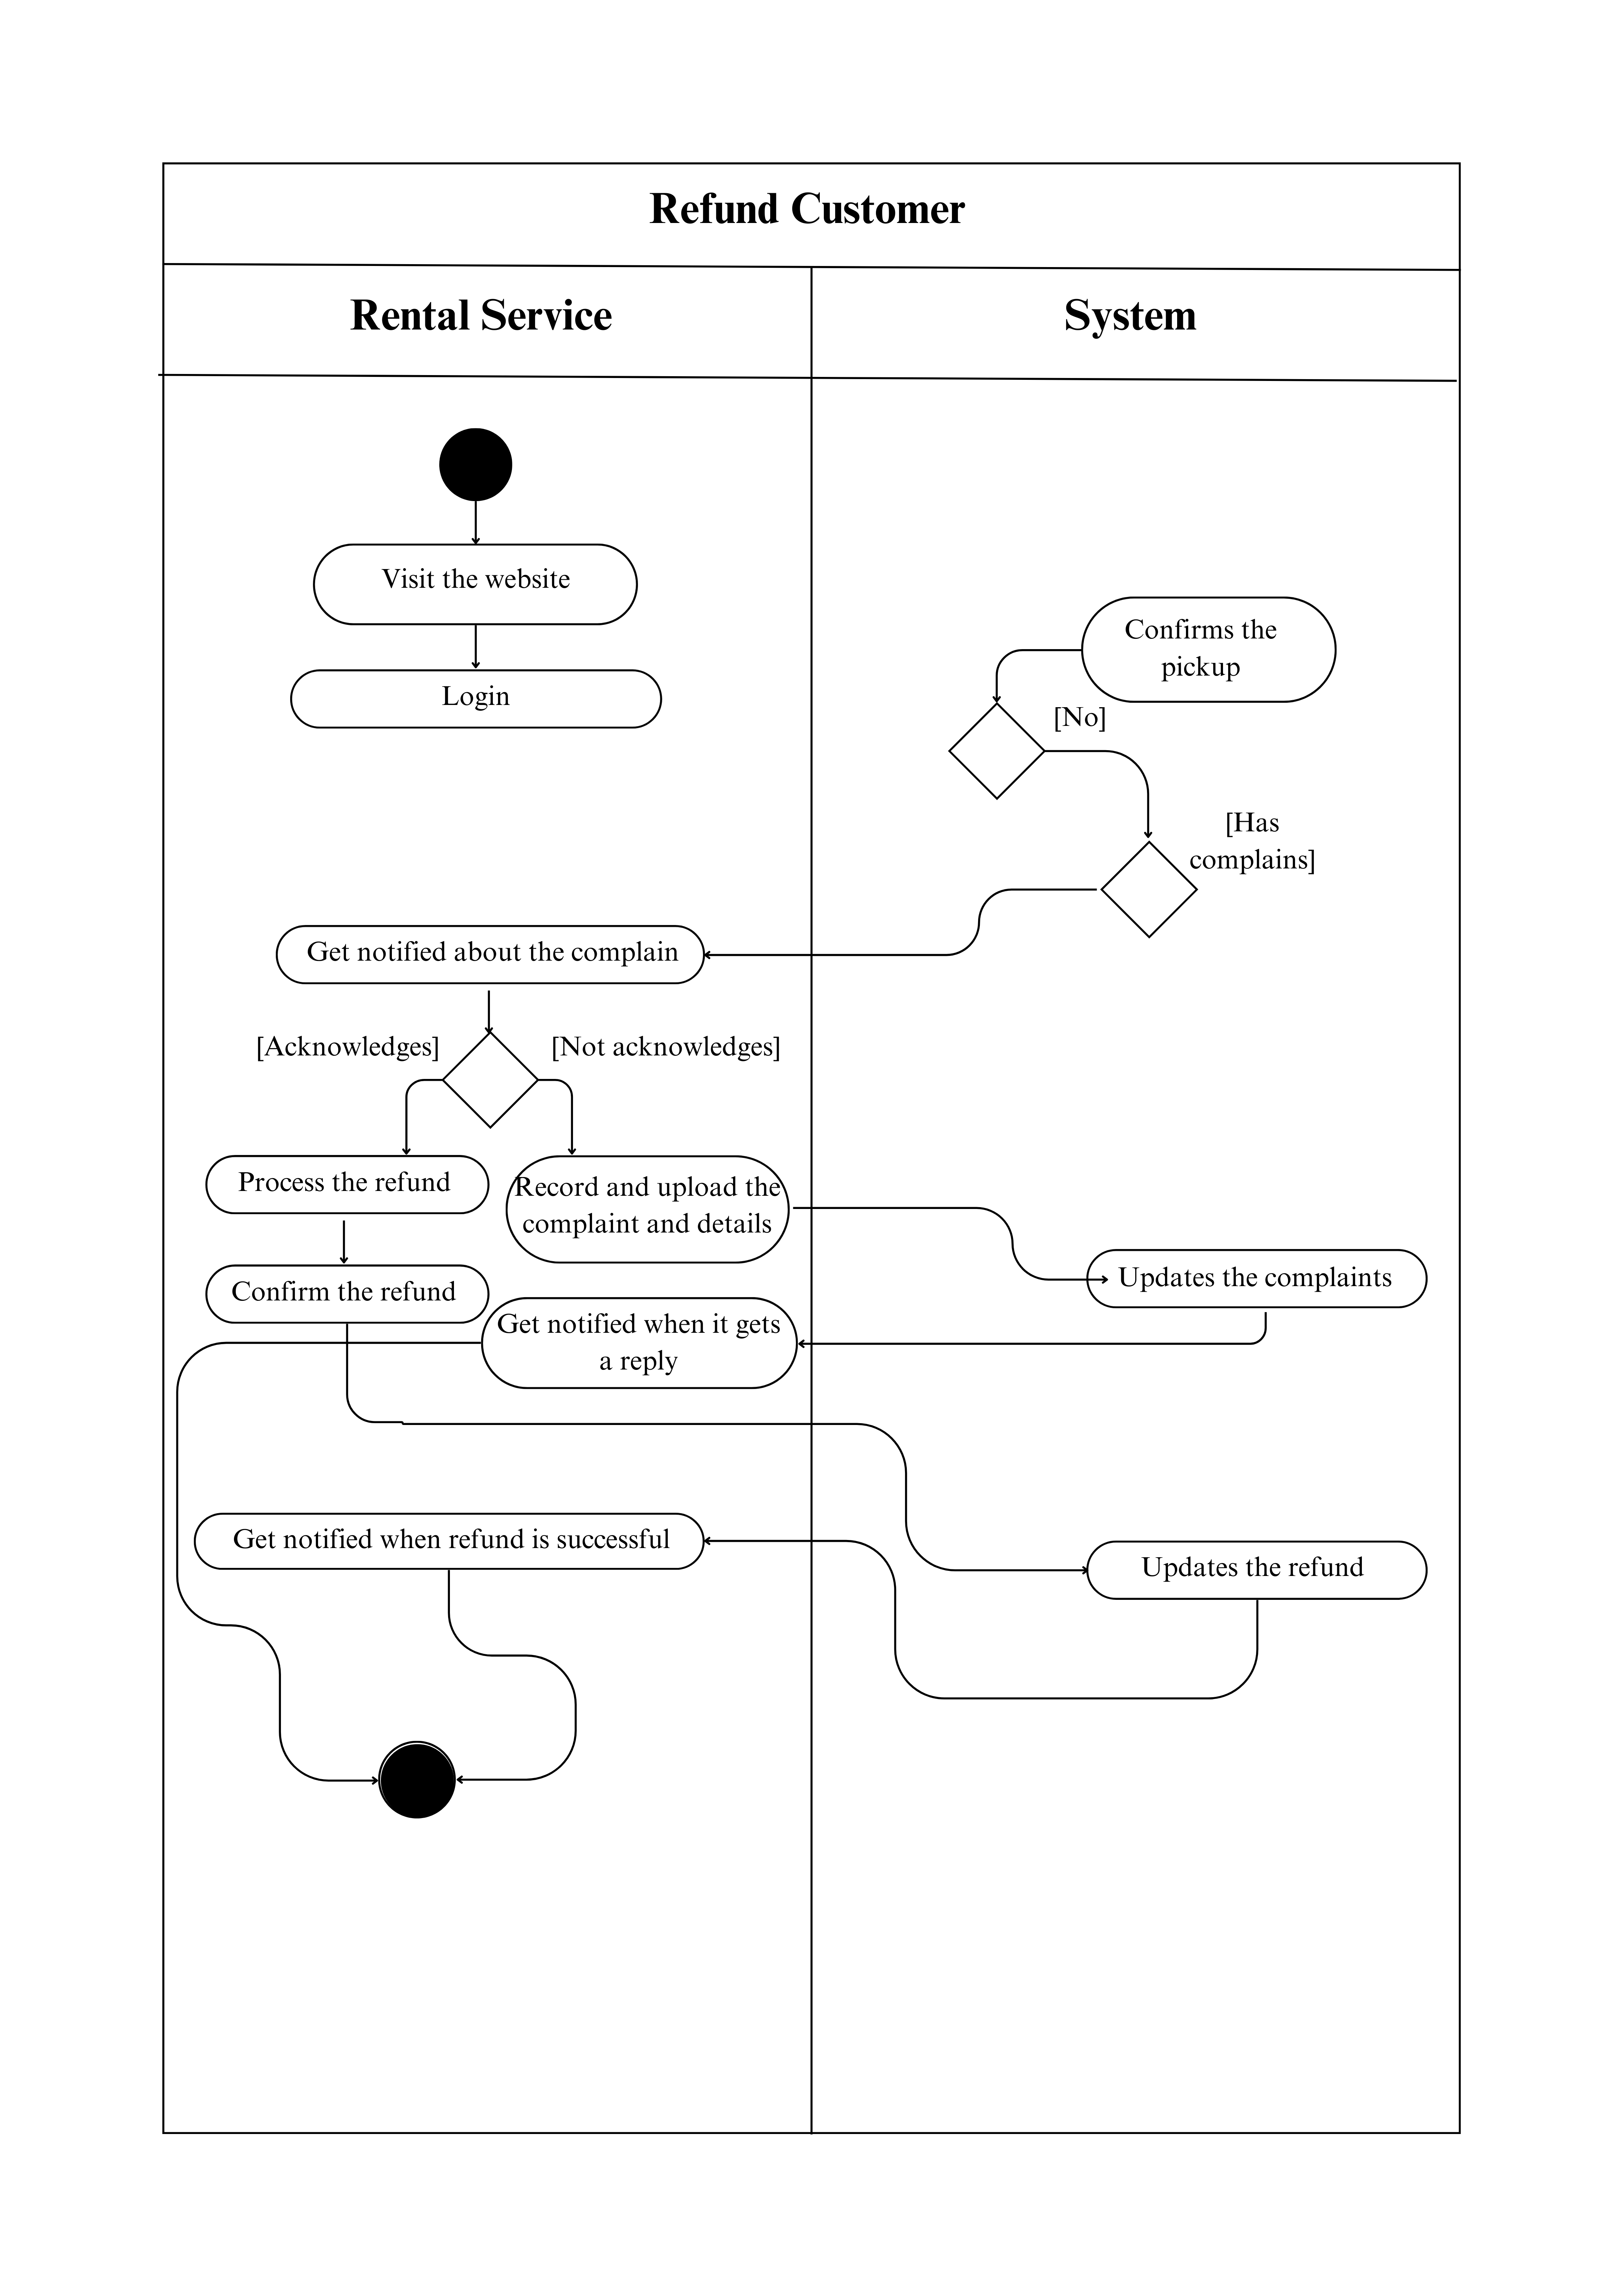 Refund Customer
Rental Service
System
Visit the website
Confirms the
pickup
Login
[No]
[Has
complains]
Get notified about the complain
[Acknowledges]
[Not acknowledges]
Process the refund
Record and upload the
complaint and details
Updates the complaints
Confirm the refund
Get notified when it gets
a reply
Get notified when refund is successful
Updates the refund